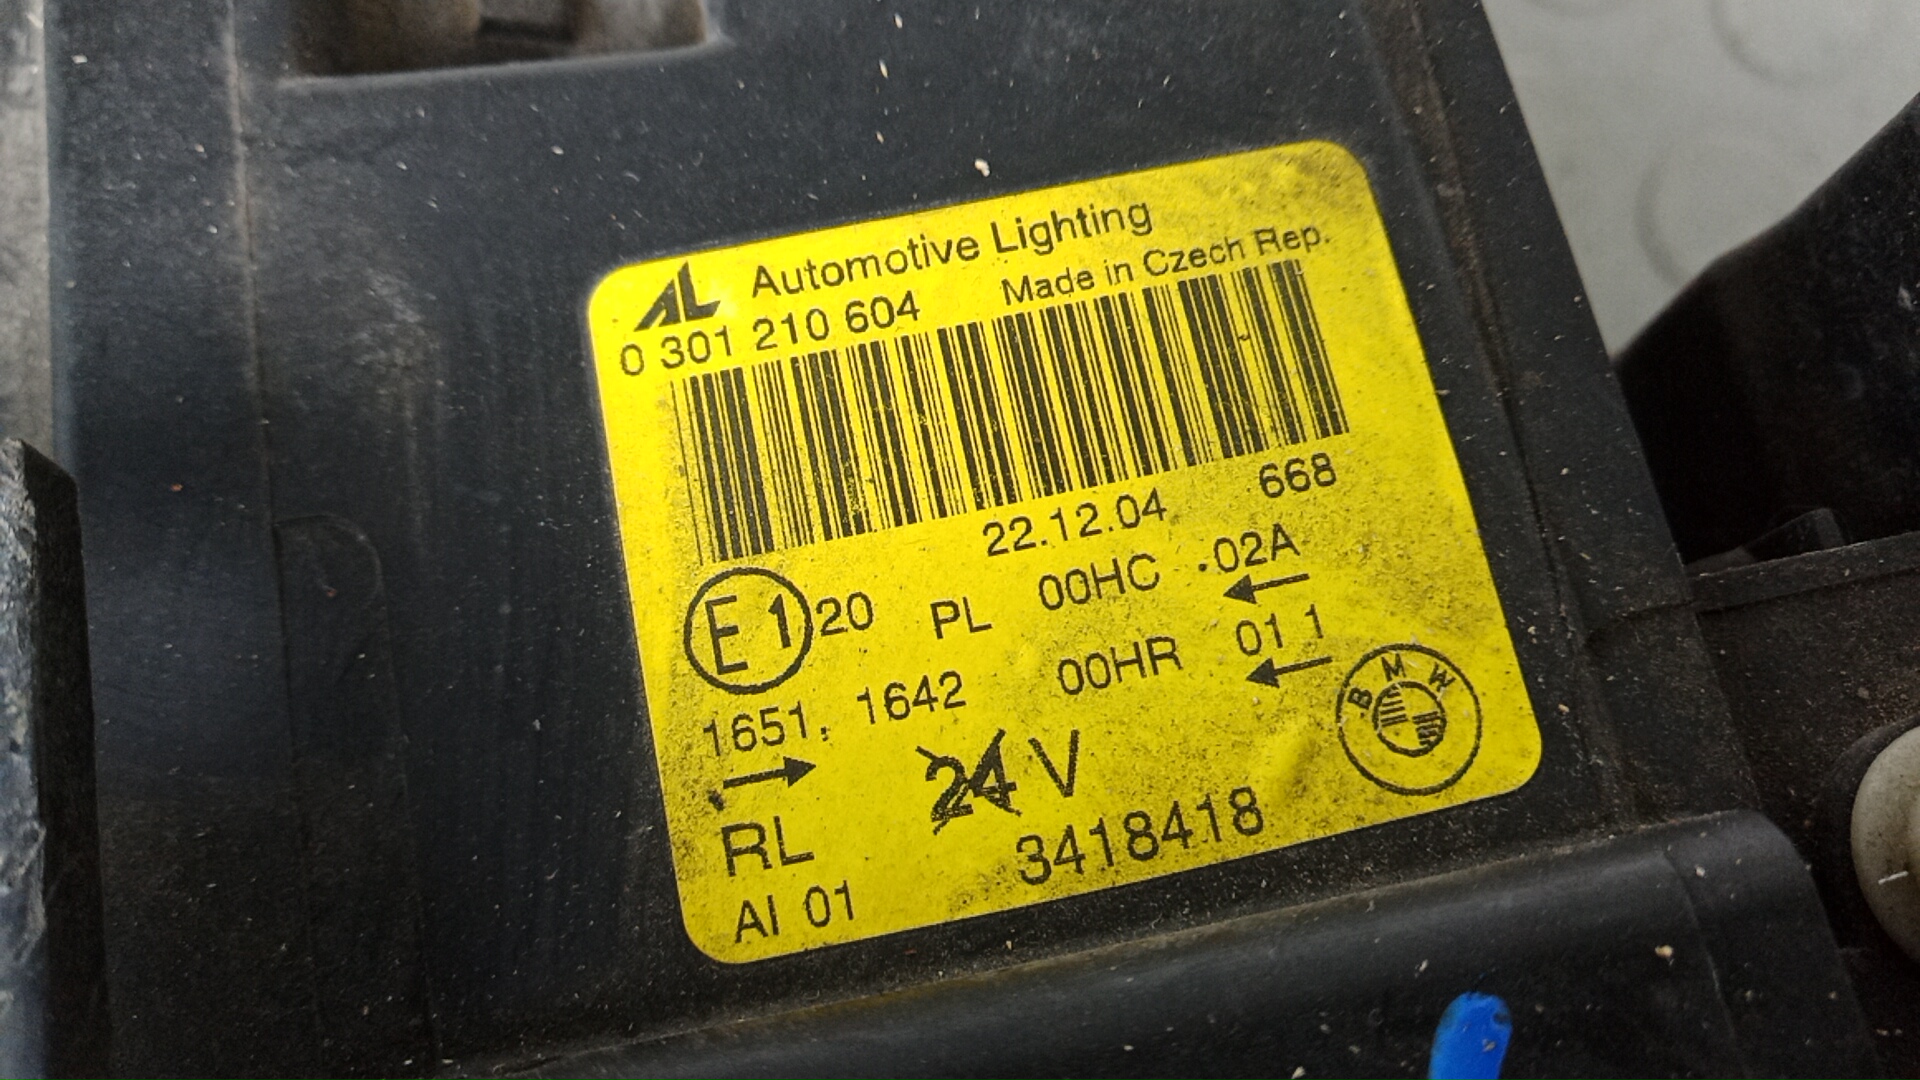 AL Automotive Lighting
0 301 210 604 Made in Czech Rep.
22.12.04 668
E1 20 PL 00HC .02A
1651, 1642 00HR 01 1
24 V
RL 3418418
AI 01
BMW